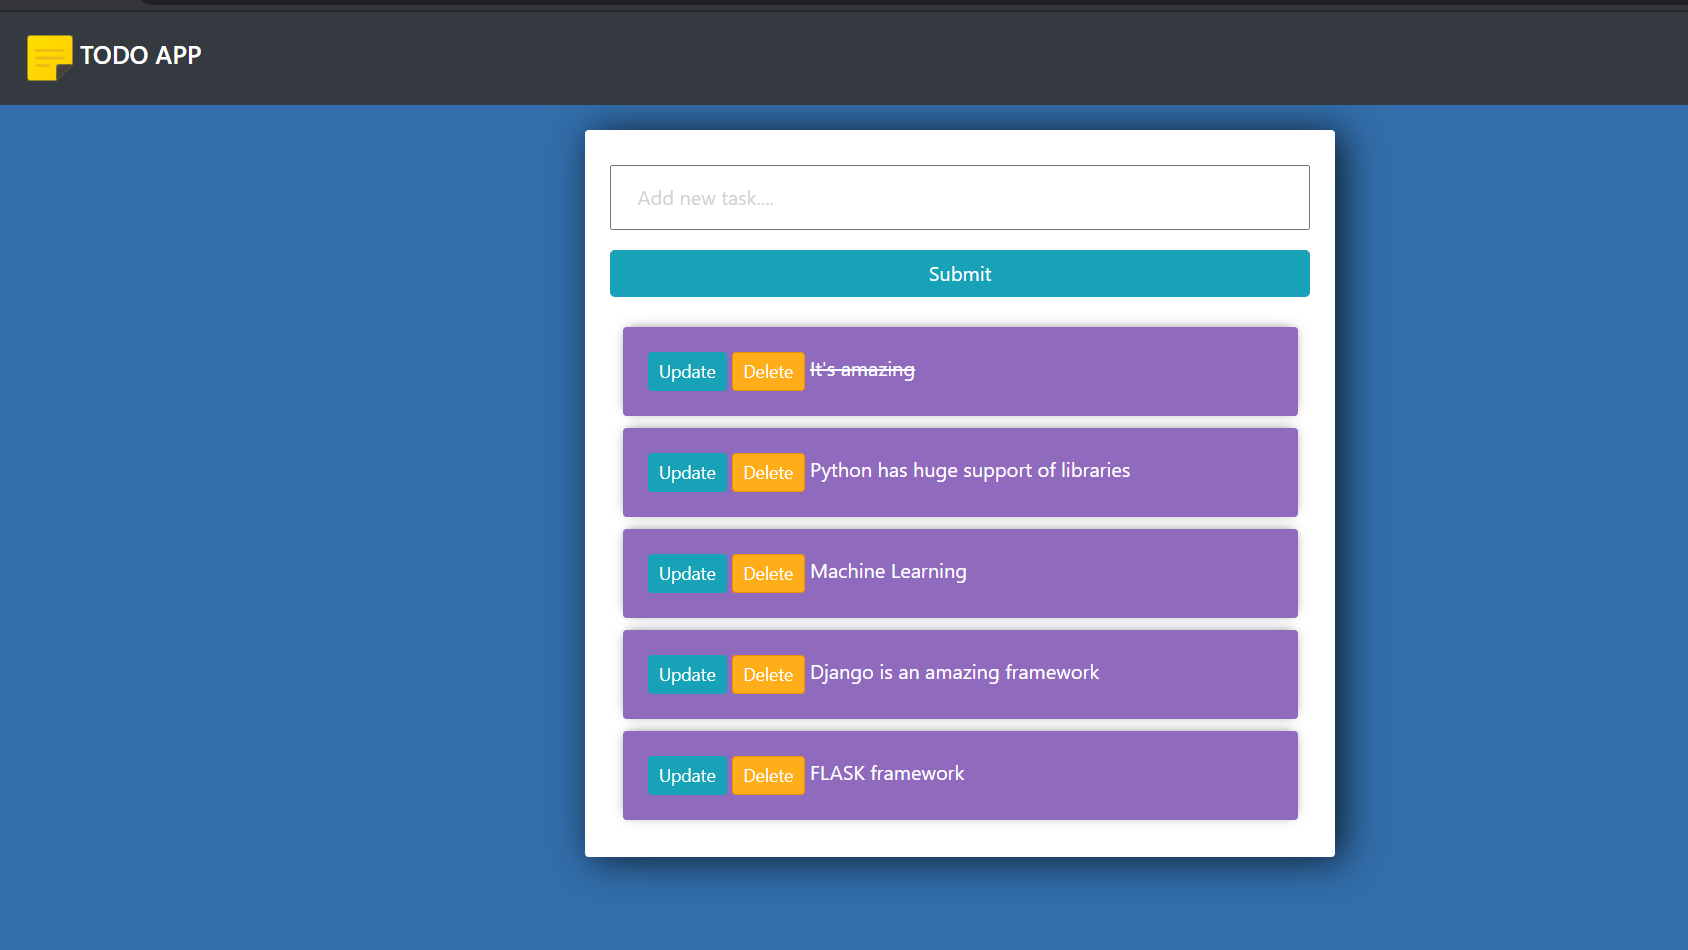 TODO APP
Add new task....
Submit
Update Delete It's amazing
Update Delete Python has huge support of libraries
Update Delete Machine Learning
Update Delete Django is an amazing framework
Update Delete FLASK framework